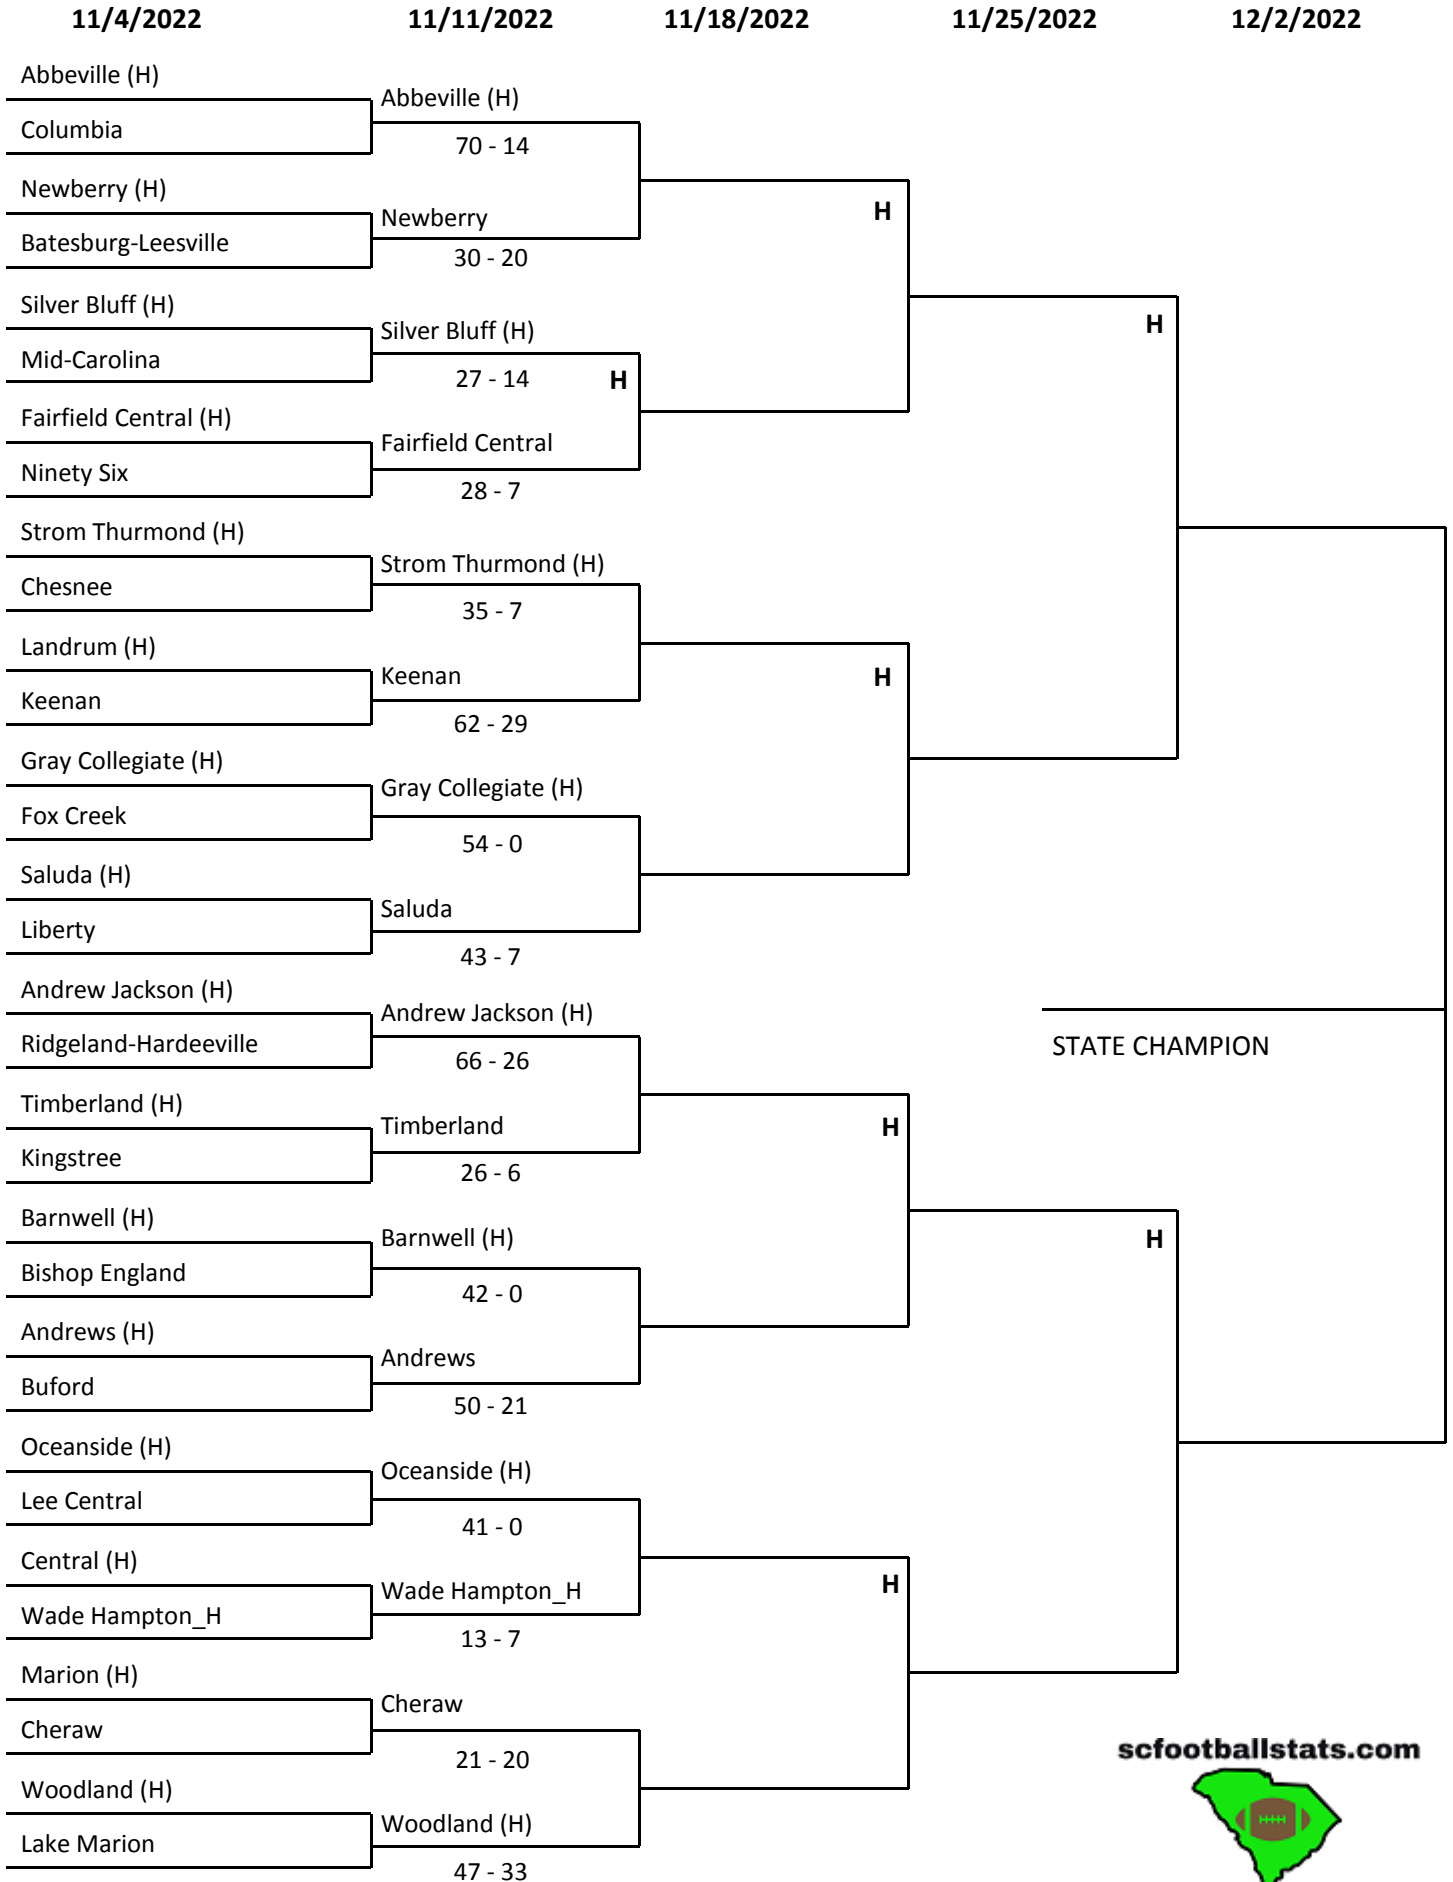 11/4/2022 11/11/2022 11/18/2022 11/25/2022 12/2/2022
Abbeville (H)
Abbeville (H)
Columbia
70 - 14
Newberry (H)
H
Newberry
Batesburg-Leesville
30 - 20
Silver Bluff (H)
H
Silver Bluff (H)
Mid-Carolina
27 - 14 H
Fairfield Central (H)
Fairfield Central
Ninety Six
28 - 7
Strom Thurmond (H)
Strom Thurmond (H)
Chesnee
35 - 7
Landrum (H)
Keenan
H
Keenan
62 - 29
Gray Collegiate (H)
Gray Collegiate (H)
Fox Creek
54 - 0
Saluda (H)
Saluda
Liberty
43 - 7
Andrew Jackson (H)
Andrew Jackson (H)
Ridgeland-Hardeeville
STATE CHAMPION
66 - 26
Timberland (H)
Timberland
H
Kingstree
26 - 6
Barnwell (H)
Barnwell (H)
H
Bishop England
42 - 0
Andrews (H)
Andrews
Buford
50 - 21
Oceanside (H)
Oceanside (H)
Lee Central
41 - 0
Central (H)
H
Wade Hampton_H
Wade Hampton_H
13 - 7
Marion (H)
Cheraw
Cheraw
scfootballstats.com
21 - 20
Woodland (H)
Woodland (H)
Lake Marion
47 - 33